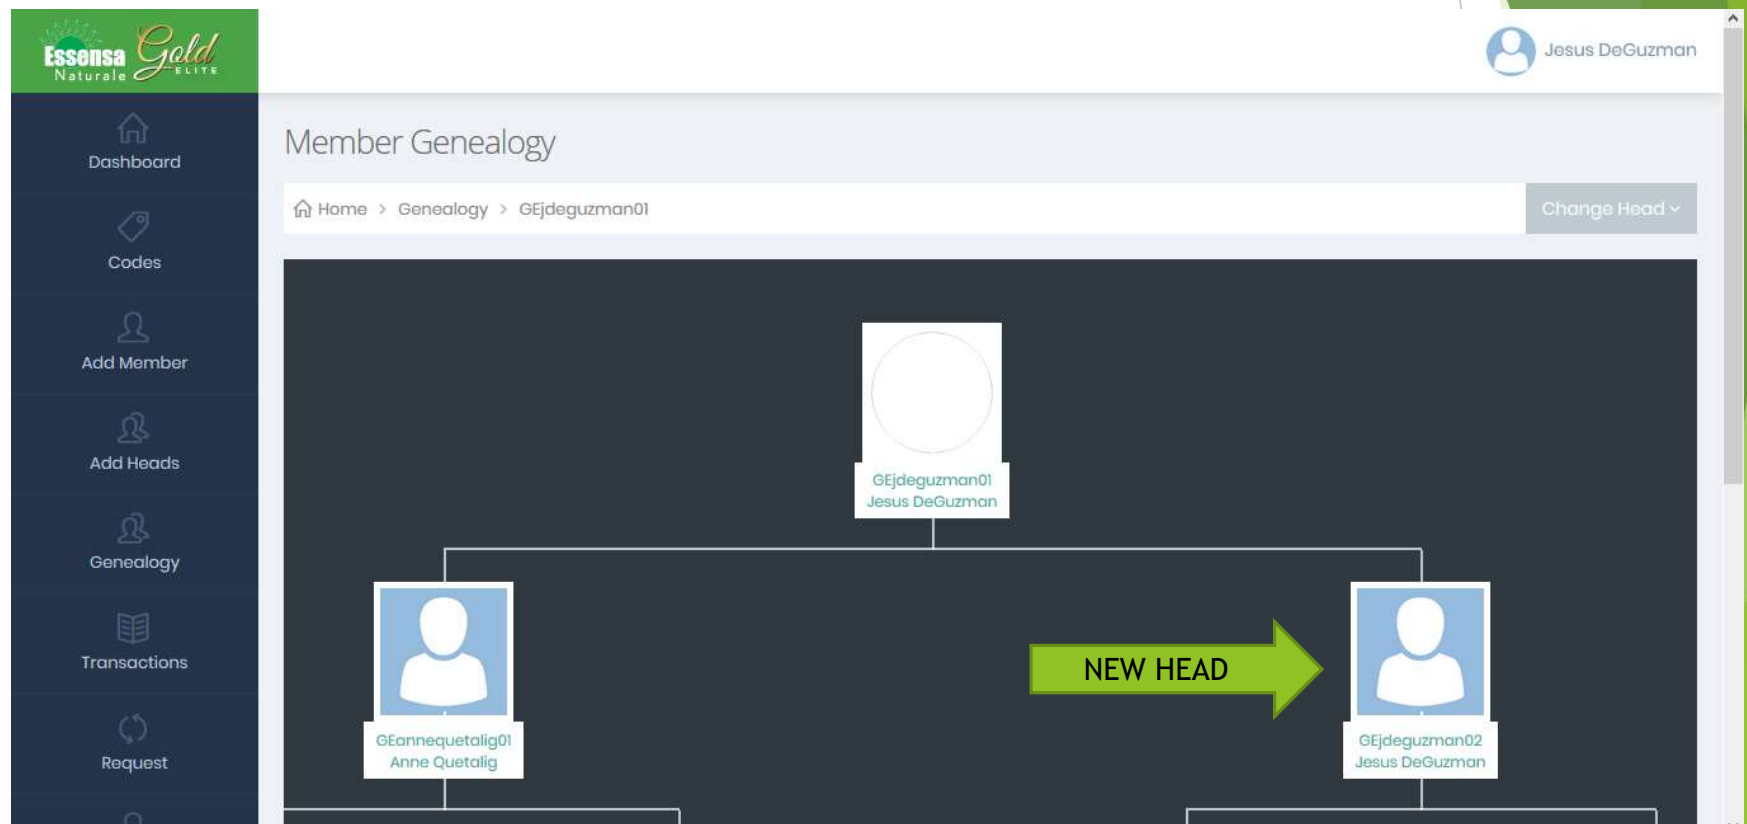 Essensa Gold
Naturale ELITE
Jesus DeGuzman
Dashboard
Codes
Add Member
Add Heads
Genealogy
Transactions
Request
Member Genealogy
Home > Genealogy > GEjdeguzman01
Change Head
GEjdeguzman01
Jesus DeGuzman
NEW HEAD
GEannequetalig01
Anne Quetalig
GEjdeguzman02
Jesus DeGuzman